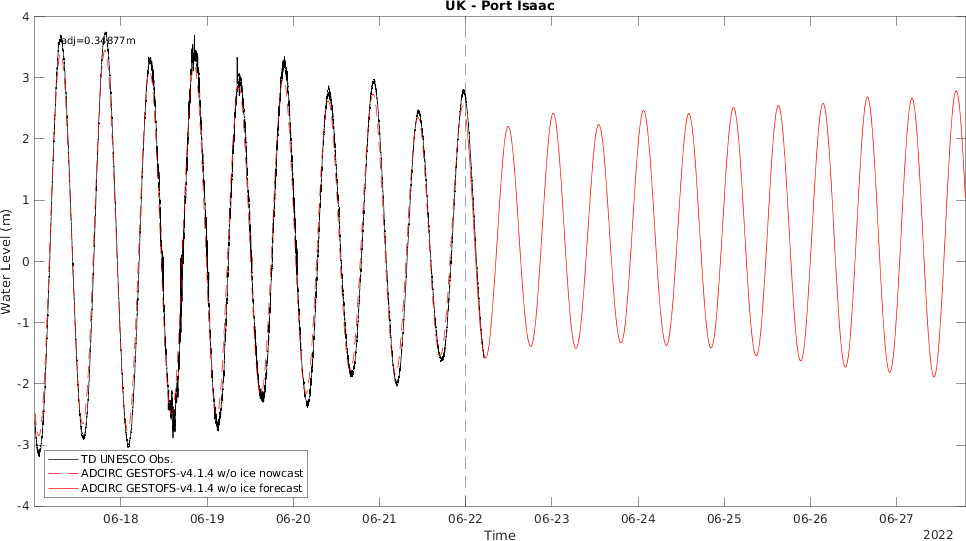 UK - Port Isaac
adj=0.34877m
Water Level (m)
4
3
2
1
0
-1
-2
-3
-4
TD UNESCO Obs.
ADCIRC GESTOFS-v4.1.4 w/o ice nowcast
ADCIRC GESTOFS-v4.1.4 w/o ice forecast
06-18 06-19 06-20 06-21 06-22 06-23 06-24 06-25 06-26 06-27
Time
2022